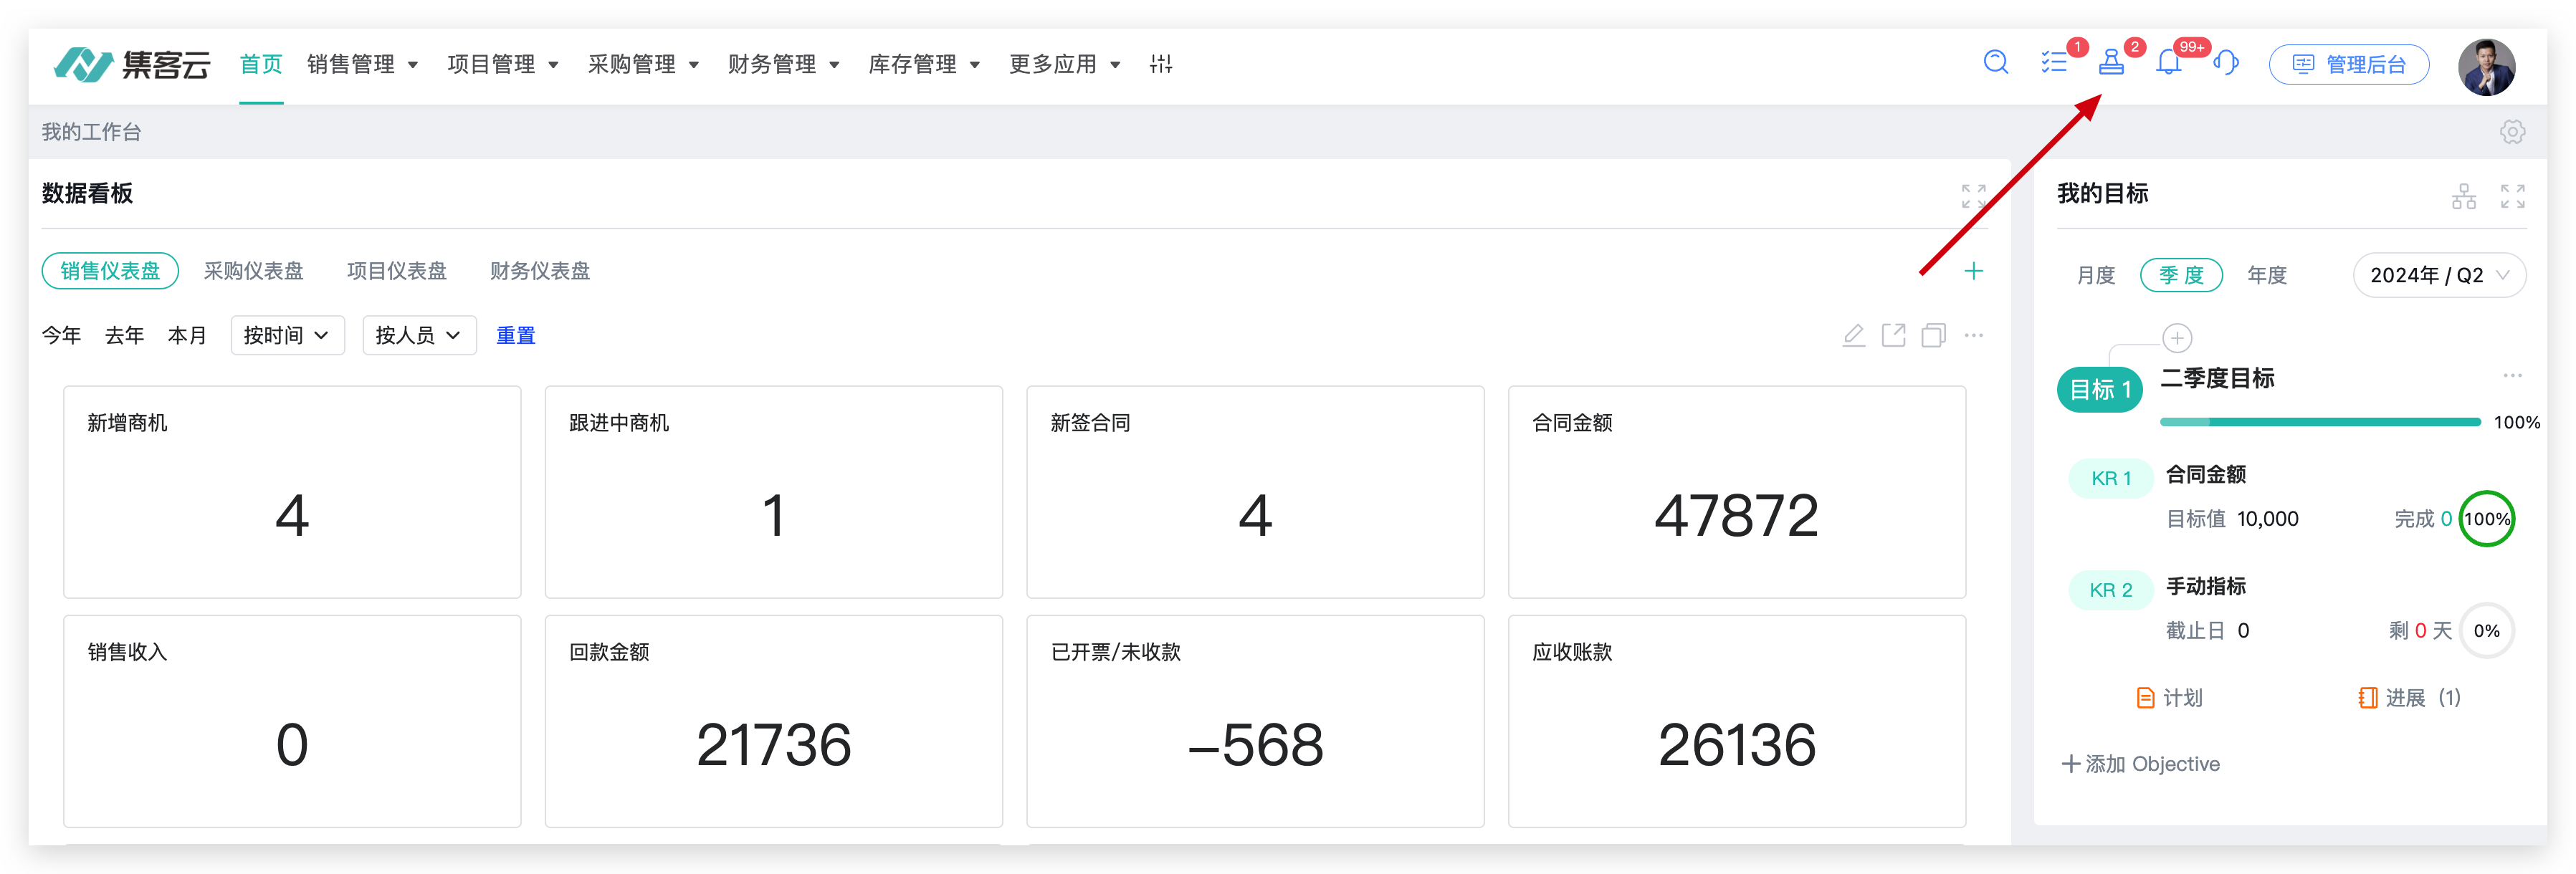 集客云 首页 销售管理 项目管理 采购管理 财务管理 库存管理 更多应用 1 2 99+ 管理后台
我的工作台
数据看板
销售仪表盘 采购仪表盘 项目仪表盘 财务仪表盘
今年 去年 本月 按时间 按人员 重置
新增商机 跟进中商机 新签合同 合同金额
4 1 4 47872
销售收入 回款金额 已开票/未收款 应收账款
0 21736 -568 26136
我的目标
月度 季度 年度 2024年 / Q2
目标 1 二季度目标
100%
KR 1 合同金额
目标值 10,000 完成 0 100%
KR 2 手动指标
截止日 0 剩 0 天 0%
计划 进展 (1)
+添加 Objective